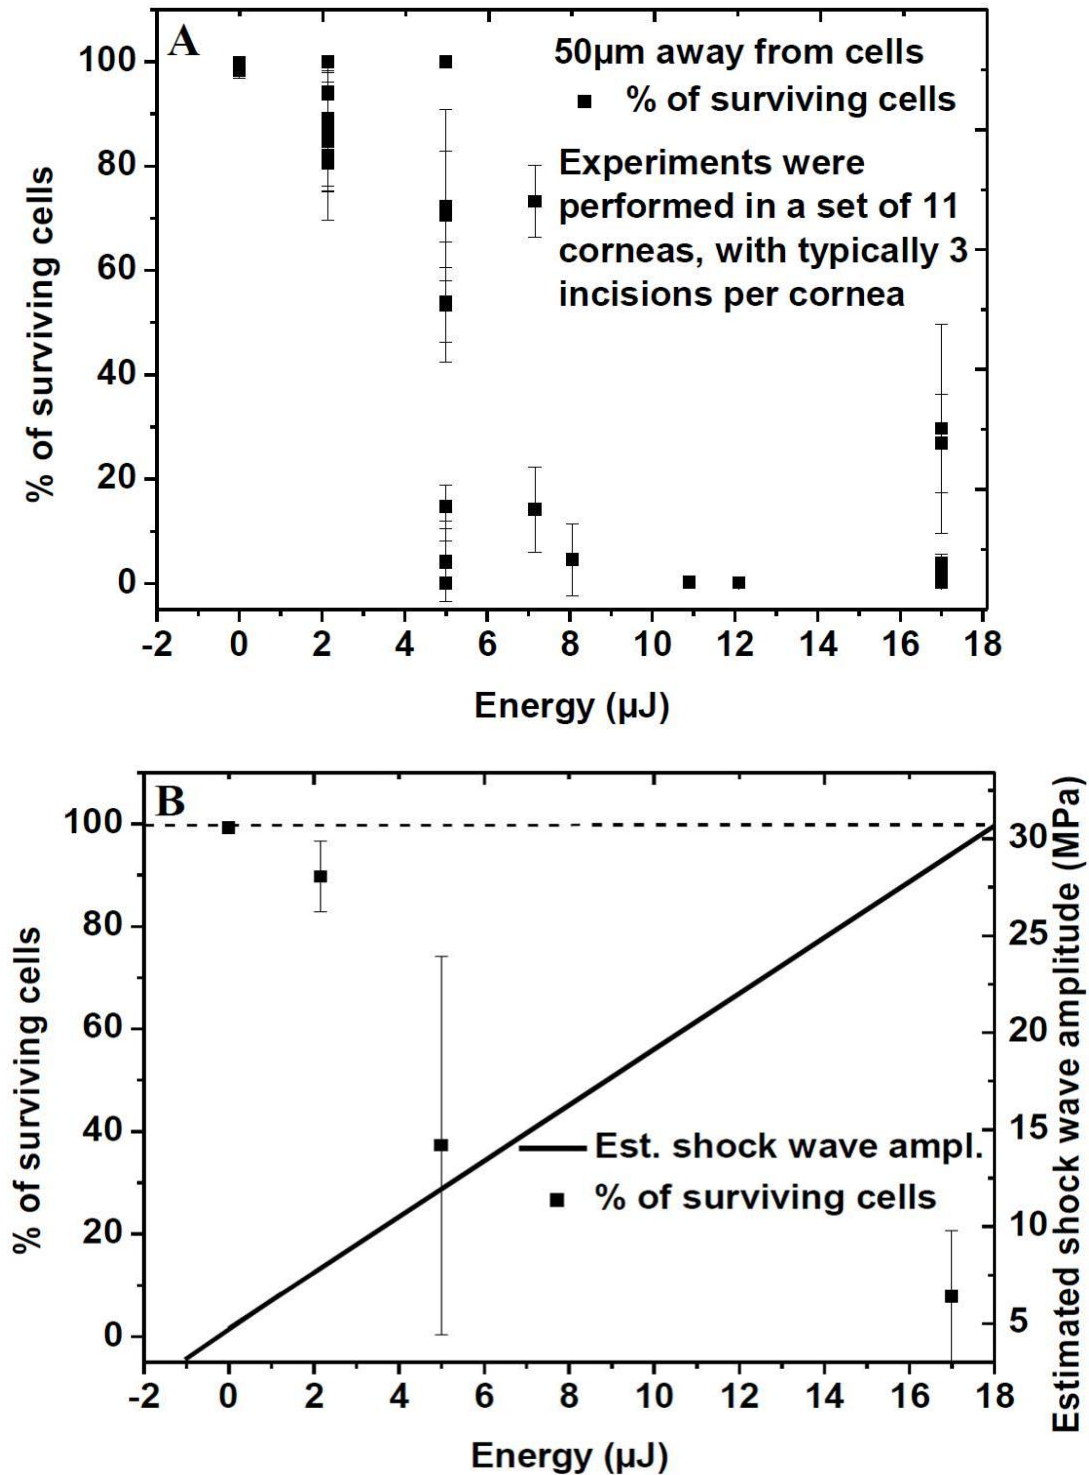 A
50µm away from cells
% of surviving cells
Experiments were
performed in a set of 11
corneas, with typically 3
incisions per cornea
% of surviving cells
100
80
60
40
20
0
-2 0 2 4 6 8 10 12 14 16 18
Energy (µJ)
B
% of surviving cells
100
80
60
40
20
0
Est. shock wave ampl.
% of surviving cells
30
25
20
15
10
5
Estimated shock wave amplitude (MPa)
-2 0 2 4 6 8 10 12 14 16 18
Energy (µJ)